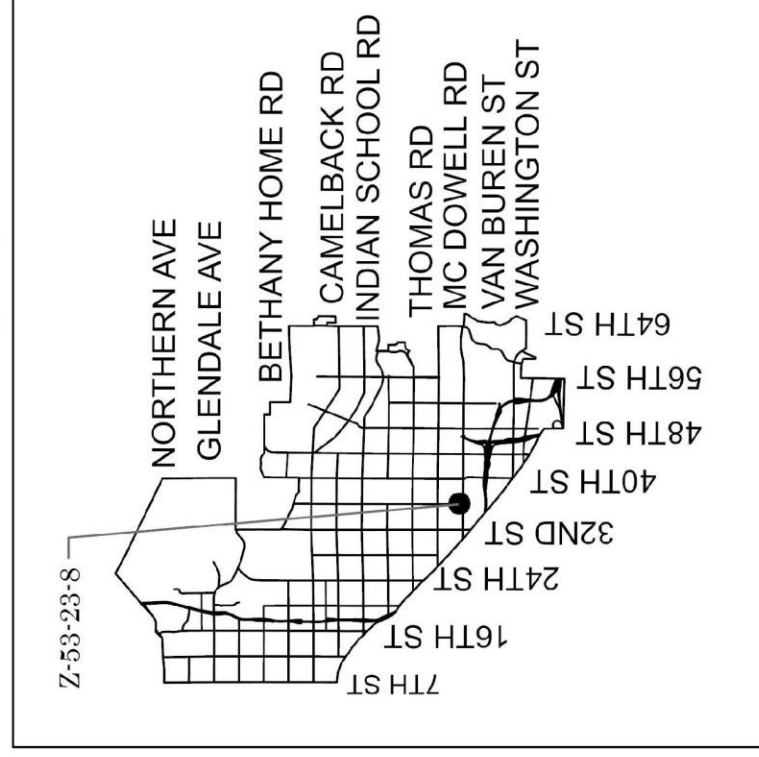 Z-53-23-8
NORTHERN AVE
GLENDALE AVE
BETHANY HOME RD
CAMELBACK RD
INDIAN SCHOOL RD
THOMAS RD
MC DOWELL RD
VAN BUREN ST
WASHINGTON ST
7TH ST
16TH ST
24TH ST
32ND ST
40TH ST
48TH ST
56TH ST
64TH ST